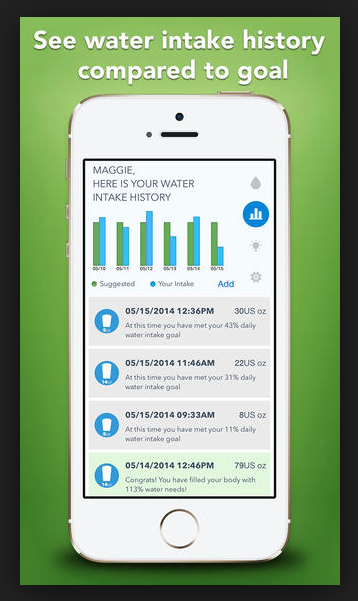 See water intake history
compared to goal
MAGGIE,
HERE IS YOUR WATER
INTAKE HISTORY
05/10 05/11 05/12 05/13 05/14 05/15
Suggested Your Intake Add
05/15/2014 12:36PM 30US oz
At this time you have met your 43% daily
water intake goal
8oz
05/15/2014 11:46AM 22US oz
At this time you have met your 31% daily
water intake goal
14oz
05/15/2014 09:33AM 8US oz
At this time you have met your 11% daily
water intake goal
8oz
05/14/2014 12:46PM 79US oz
Congrats! You have filled your body with
113% water needs!
16oz